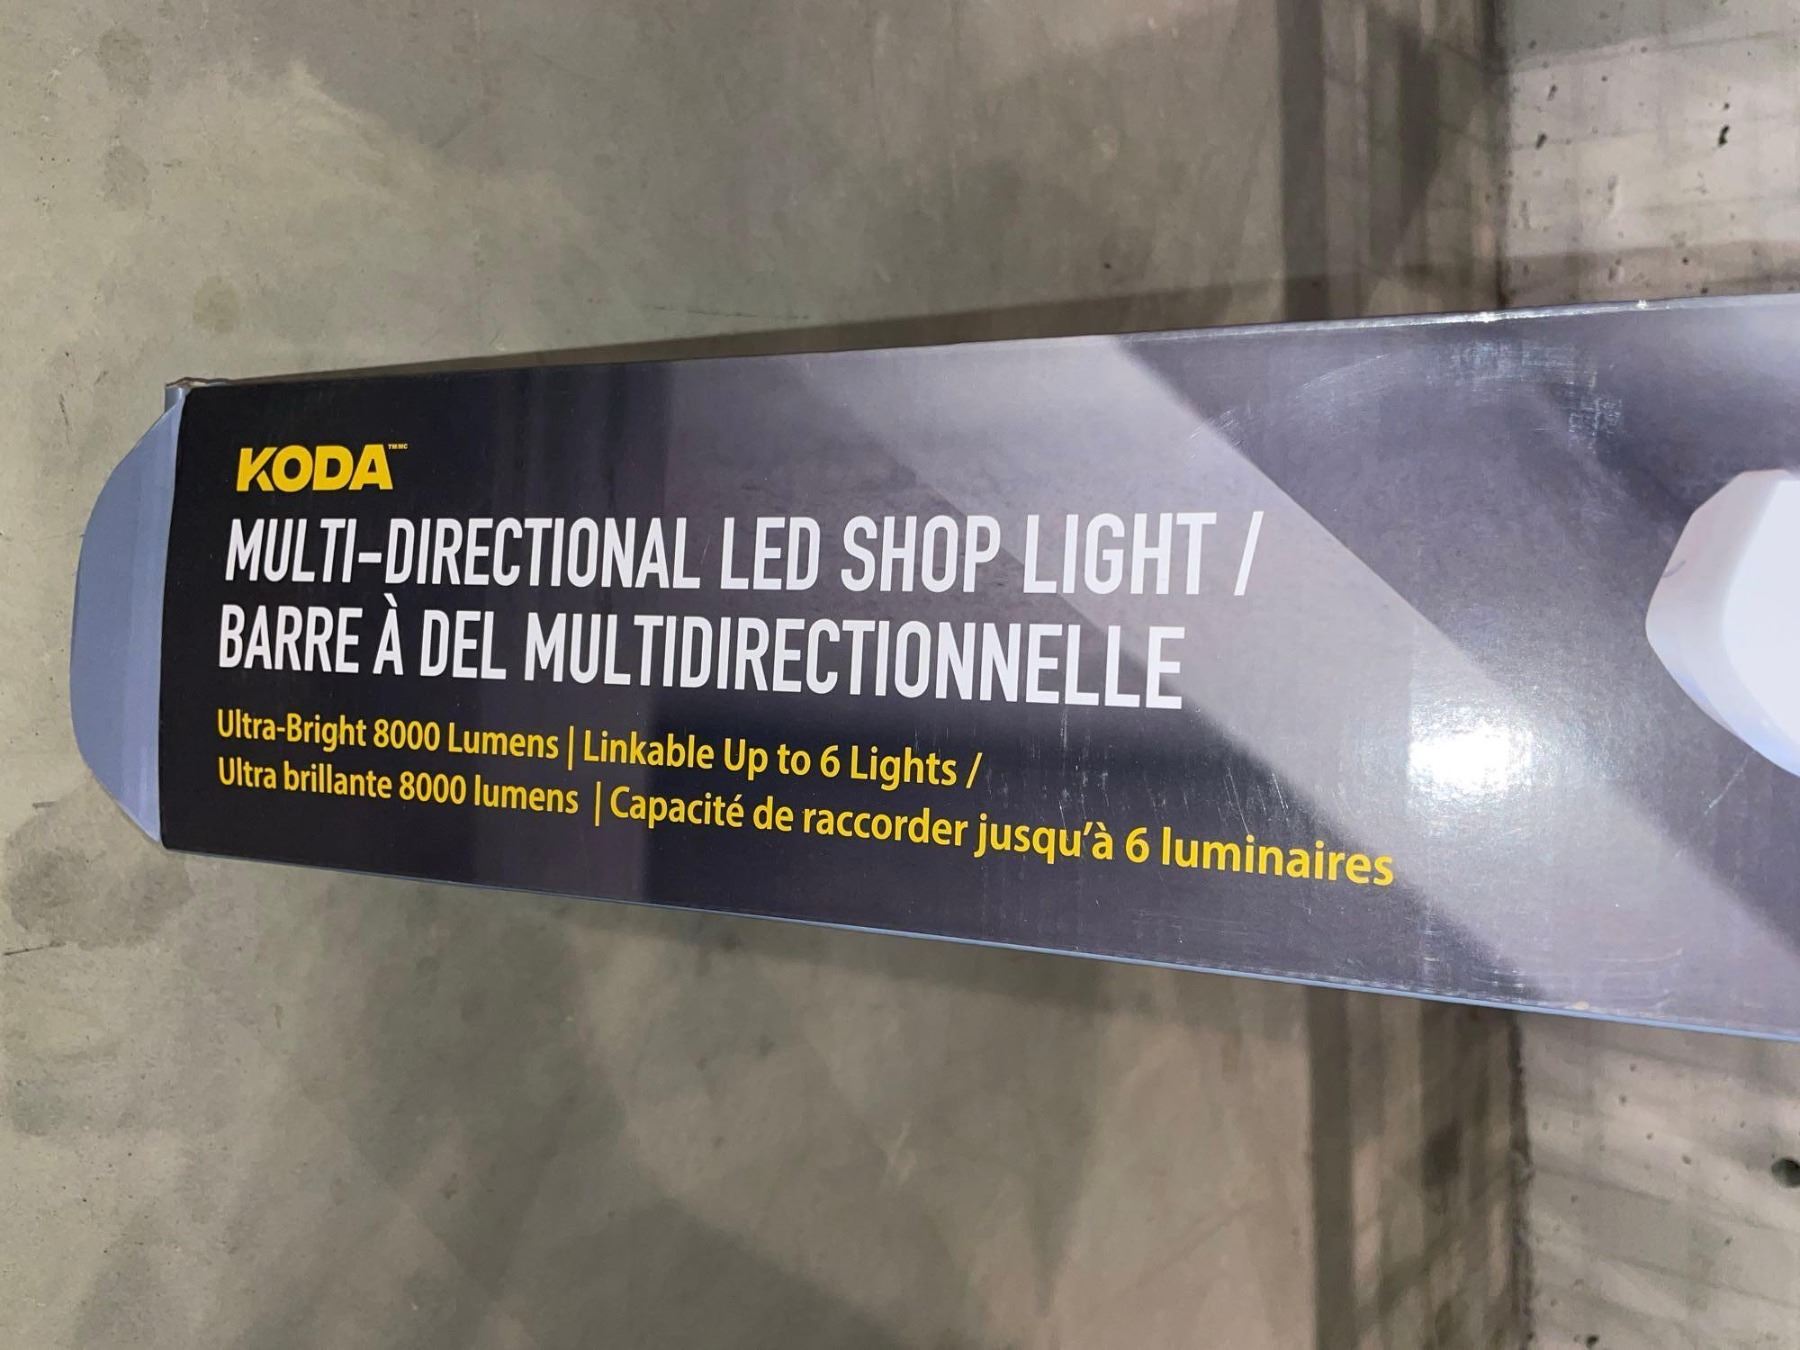 KODA™MC
MULTI-DIRECTIONAL LED SHOP LIGHT /
BARRE À DEL MULTIDIRECTIONNELLE
Ultra-Bright 8000 Lumens | Linkable Up to 6 Lights /
Ultra brillante 8000 lumens | Capacité de raccorder jusqu'à 6 luminaires